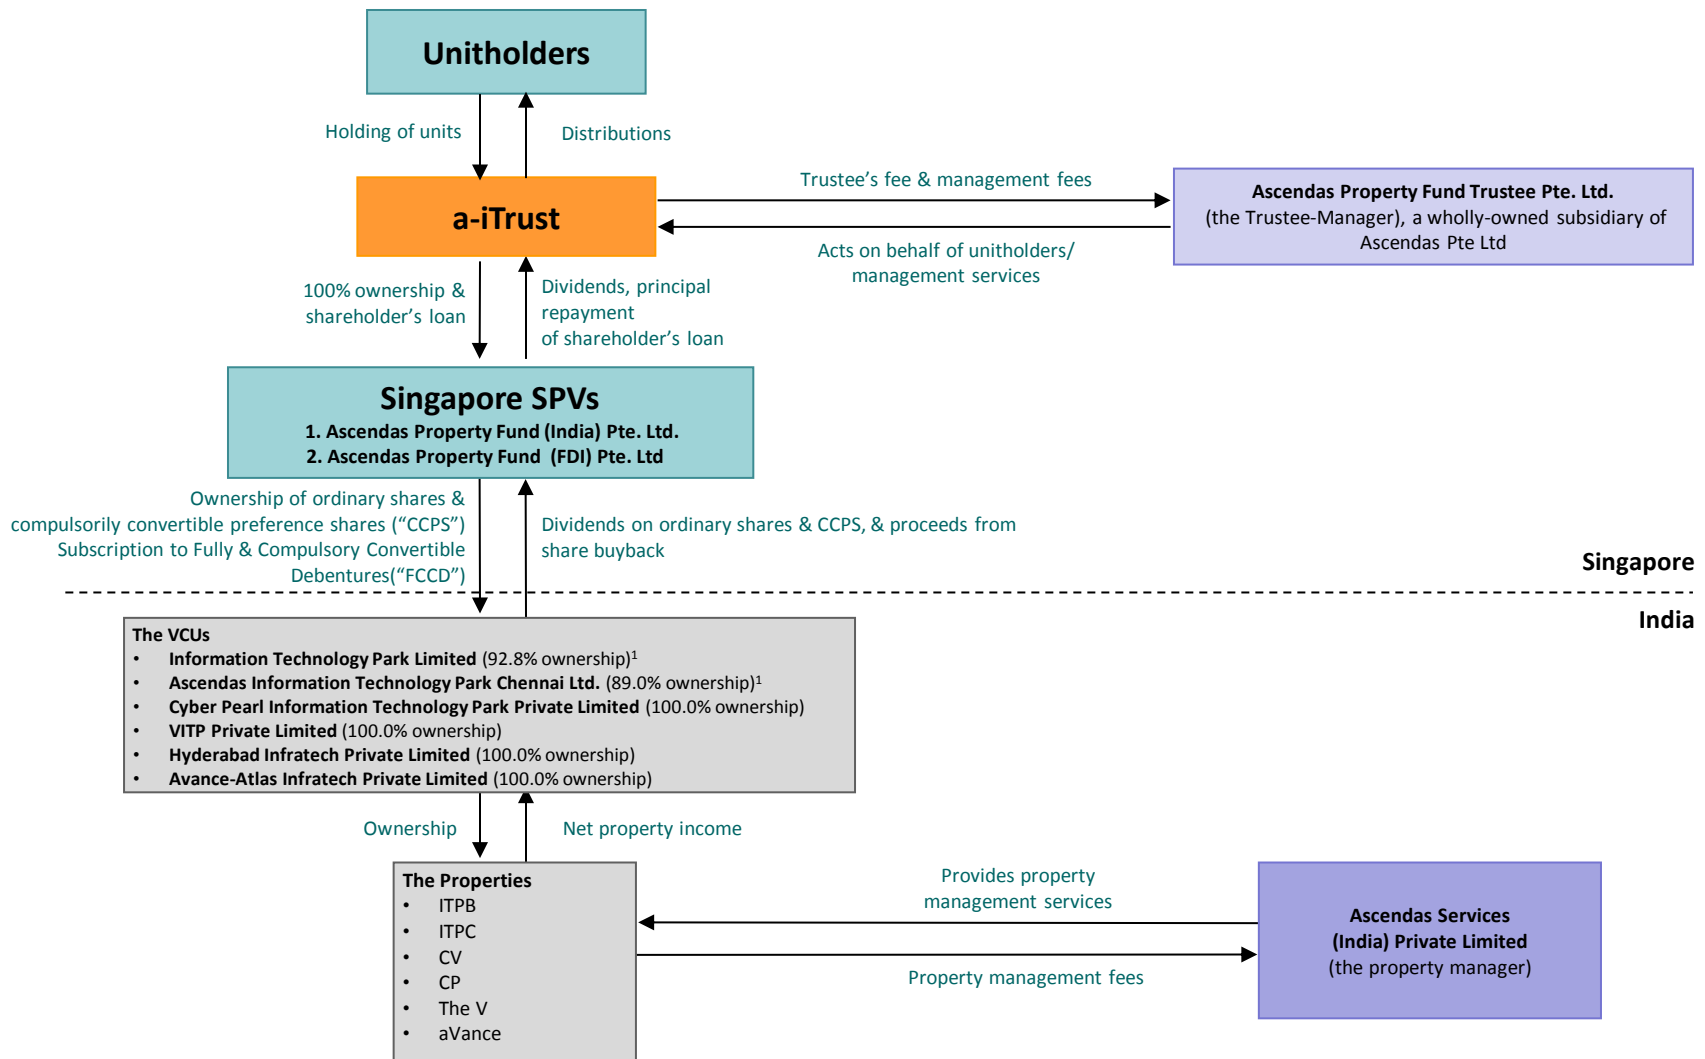 Unitholders
Holding of units
Distributions
a-iTrust
Trustee’s fee & management fees
Acts on behalf of unitholders/
management services
Ascendas Property Fund Trustee Pte. Ltd.
(the Trustee-Manager), a wholly-owned subsidiary of
Ascendas Pte Ltd
100% ownership &
shareholder’s loan
Dividends, principal
repayment
of shareholder’s loan
Singapore SPVs
1. Ascendas Property Fund (India) Pte. Ltd.
2. Ascendas Property Fund (FDI) Pte. Ltd
Ownership of ordinary shares &
compulsorily convertible preference shares (“CCPS”)
Subscription to Fully & Compulsory Convertible
Debentures(“FCCD”)
Dividends on ordinary shares & CCPS, & proceeds from
share buyback
Singapore
India
The VCUs
• Information Technology Park Limited (92.8% ownership)1
• Ascendas Information Technology Park Chennai Ltd. (89.0% ownership)1
• Cyber Pearl Information Technology Park Private Limited (100.0% ownership)
• VITP Private Limited (100.0% ownership)
• Hyderabad Infratech Private Limited (100.0% ownership)
• Avance-Atlas Infratech Private Limited (100.0% ownership)
Ownership
Net property income
The Properties
• ITPB
• ITPC
• CV
• CP
• The V
• aVance
Provides property
management services
Property management fees
Ascendas Services
(India) Private Limited
(the property manager)